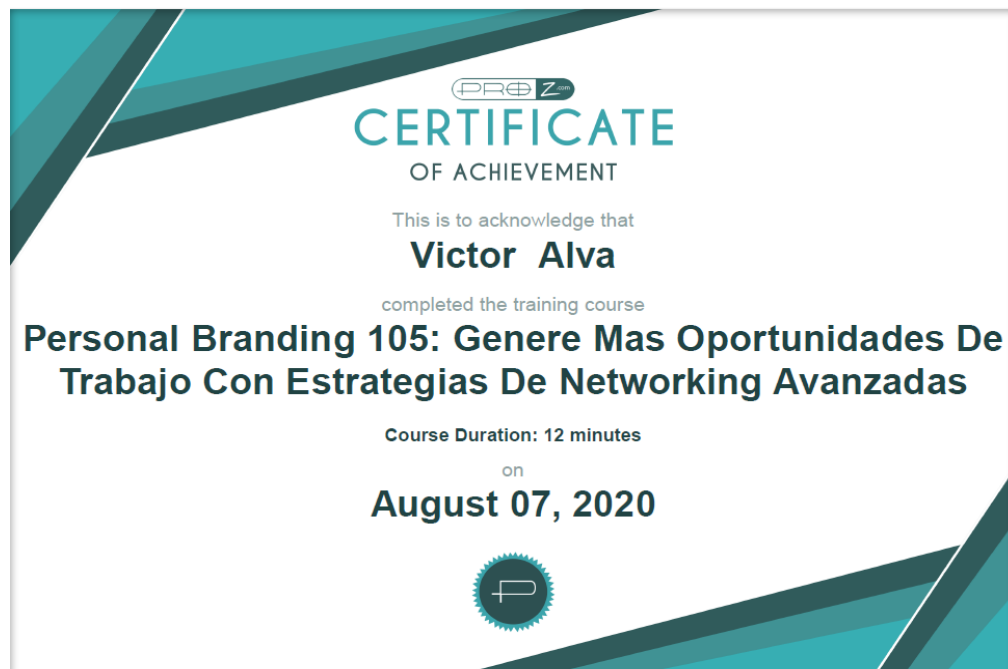 PROZ.com
CERTIFICATE
OF ACHIEVEMENT
This is to acknowledge that
Victor Alva
completed the training course
Personal Branding 105: Genere Mas Oportunidades De
Trabajo Con Estrategias De Networking Avanzadas
Course Duration: 12 minutes
on
August 07, 2020
P